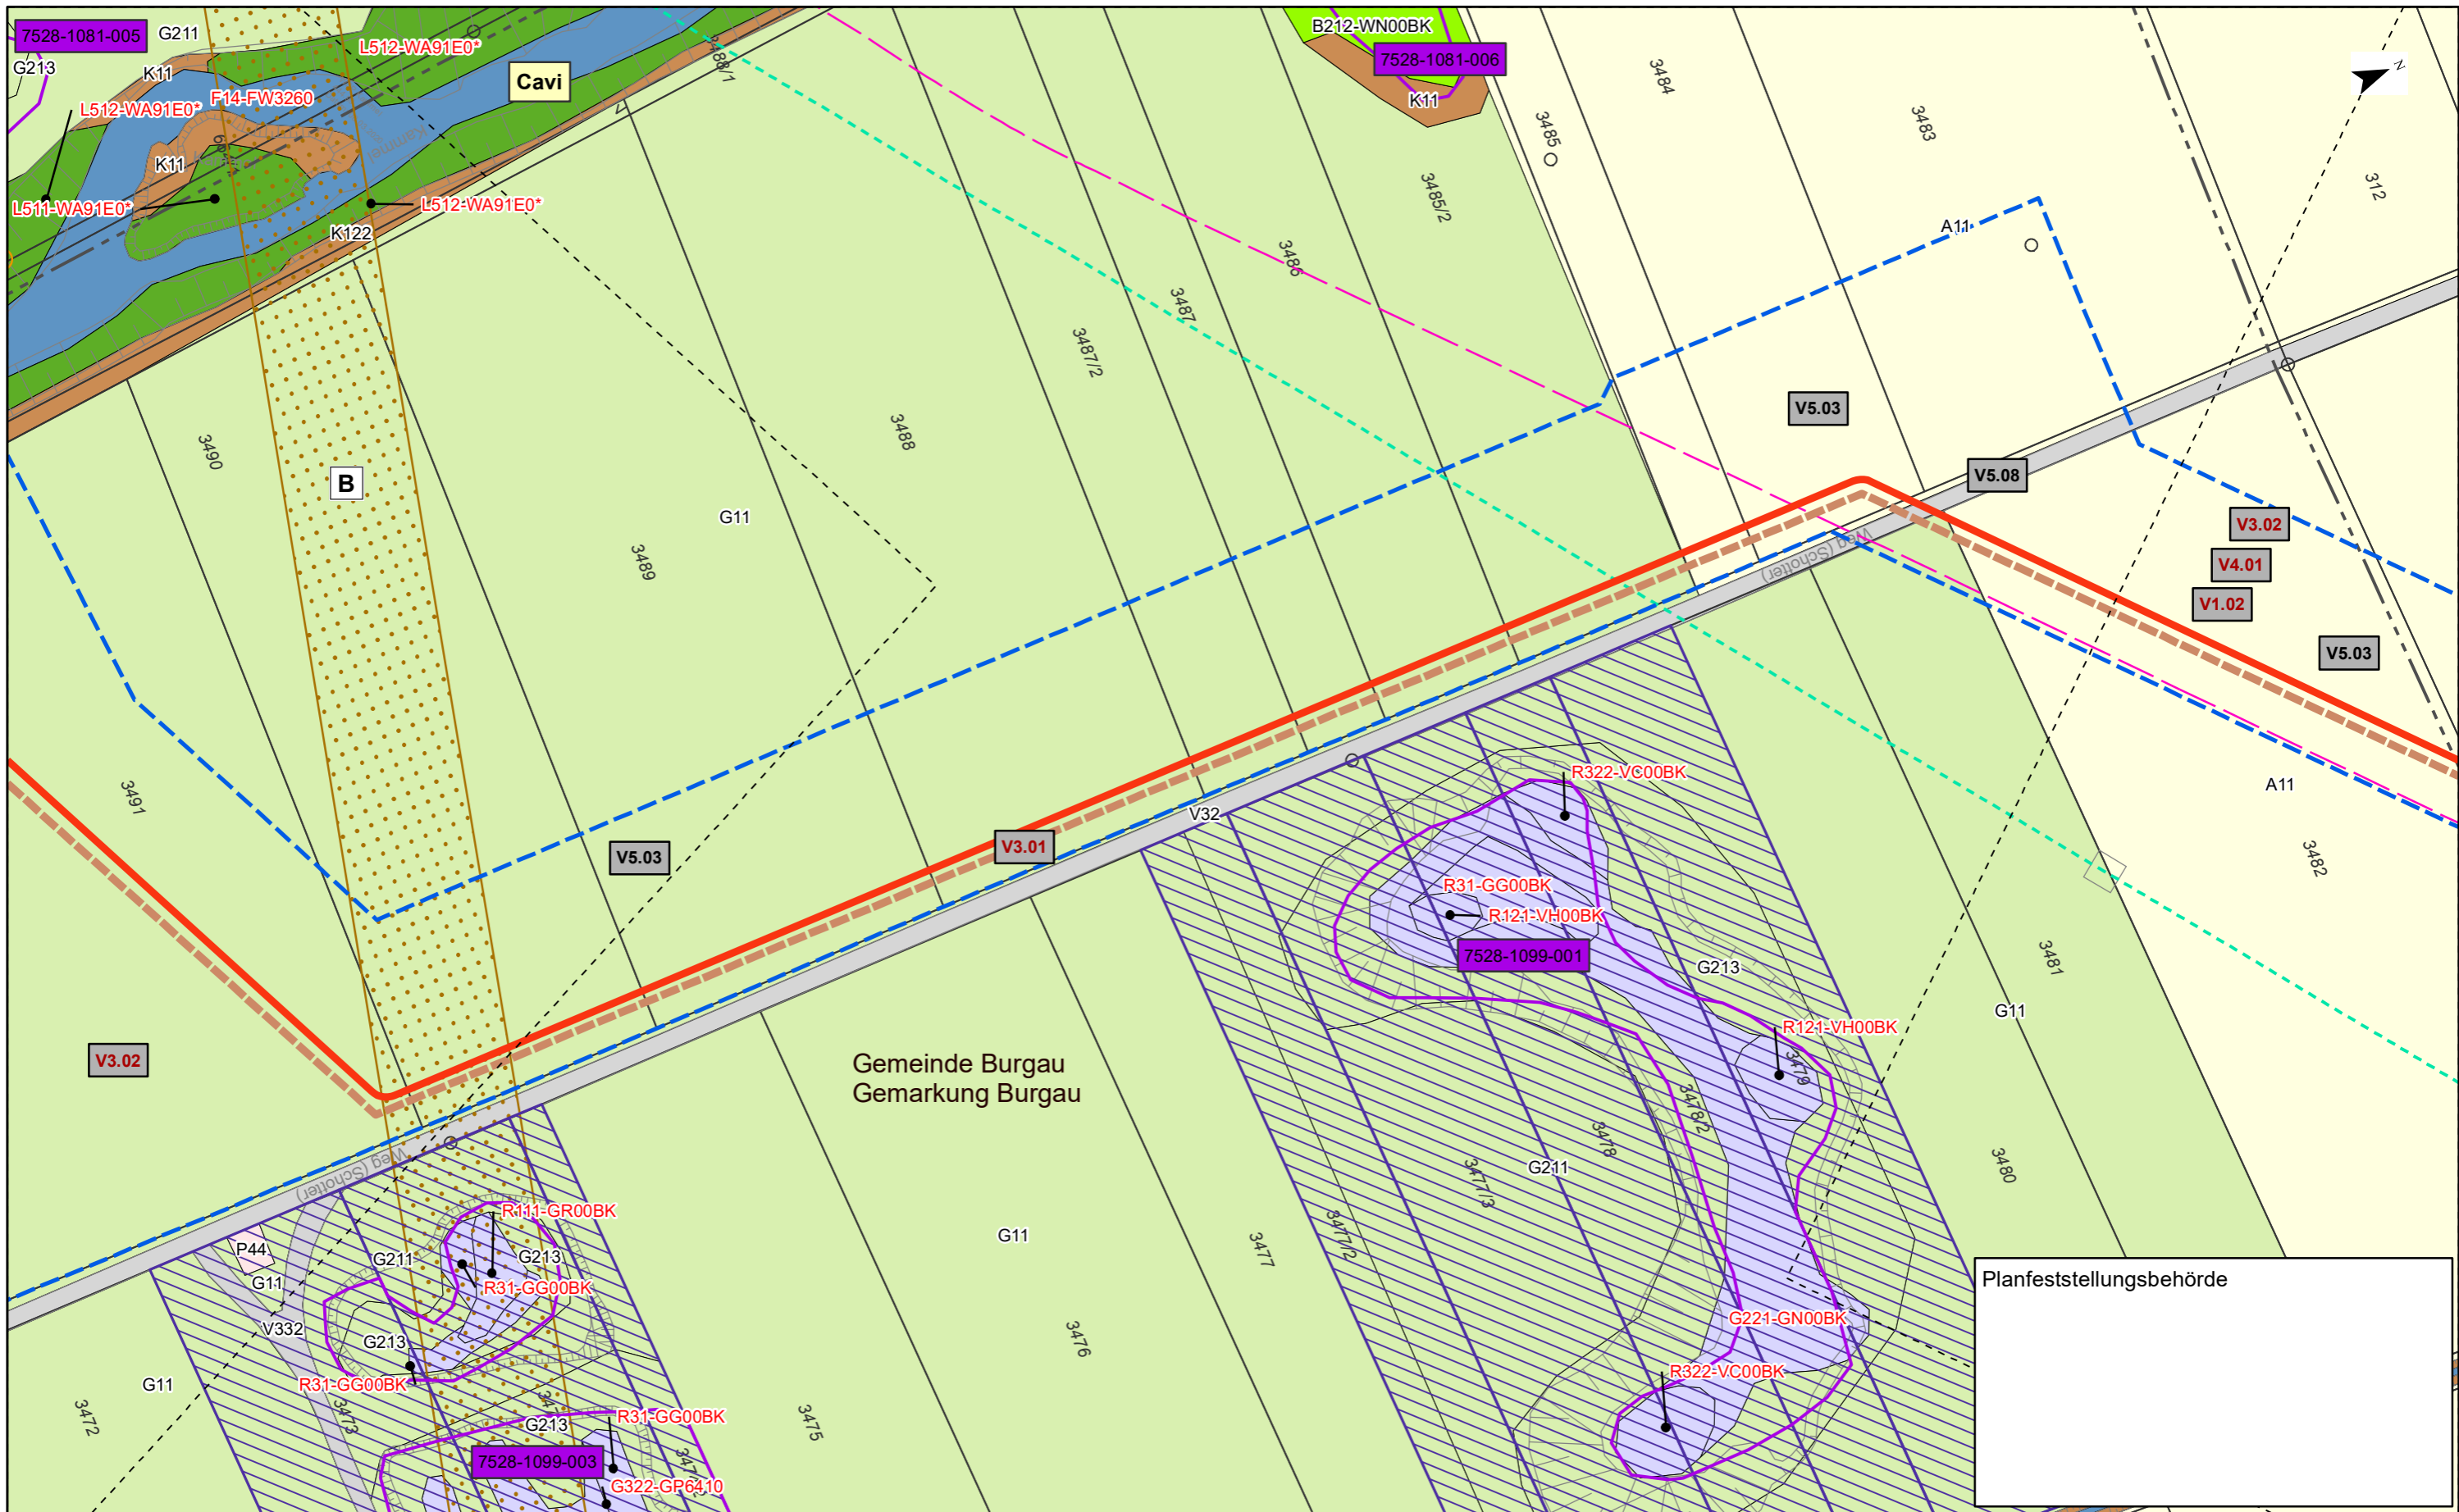 7528-1081-005
G211
G213
K11
L512-WA91E0*
L512-WA91E0*
F14-FW3260
Cavi
K11
L511-WA91E0*
L512-WA91E0*
K122
Kammel
B212-WN00BK
7528-1081-006
K11
3488/1
3485
3484
3483
312
N
3485/2
3486
3487
3487/2
3488
3489
3490
3491
A11
B
G11
V5.03
V5.08
V3.02
V4.01
V1.02
V5.03
Weg (Schotter)
V5.03
V3.01
V32
A11
3482
R322-VC00BK
R31-GG00BK
R121-VH00BK
7528-1099-001
G213
3481
G11
R121-VH00BK
3479
3478/2
3478
G211
3477/3
3477/2
3477
3480
V3.02
Gemeinde Burgau
Gemarkung Burgau
Weg (Schotter)
R111-GR00BK
P44
G211
G213
G11
R31-GG00BK
V332
G213
R31-GG00BK
G11
G11
3476
3475
3472
3473
G213
R31-GG00BK
7528-1099-003
G322-GP6410
G221-GN00BK
R322-VC00BK
Planfeststellungsbehörde